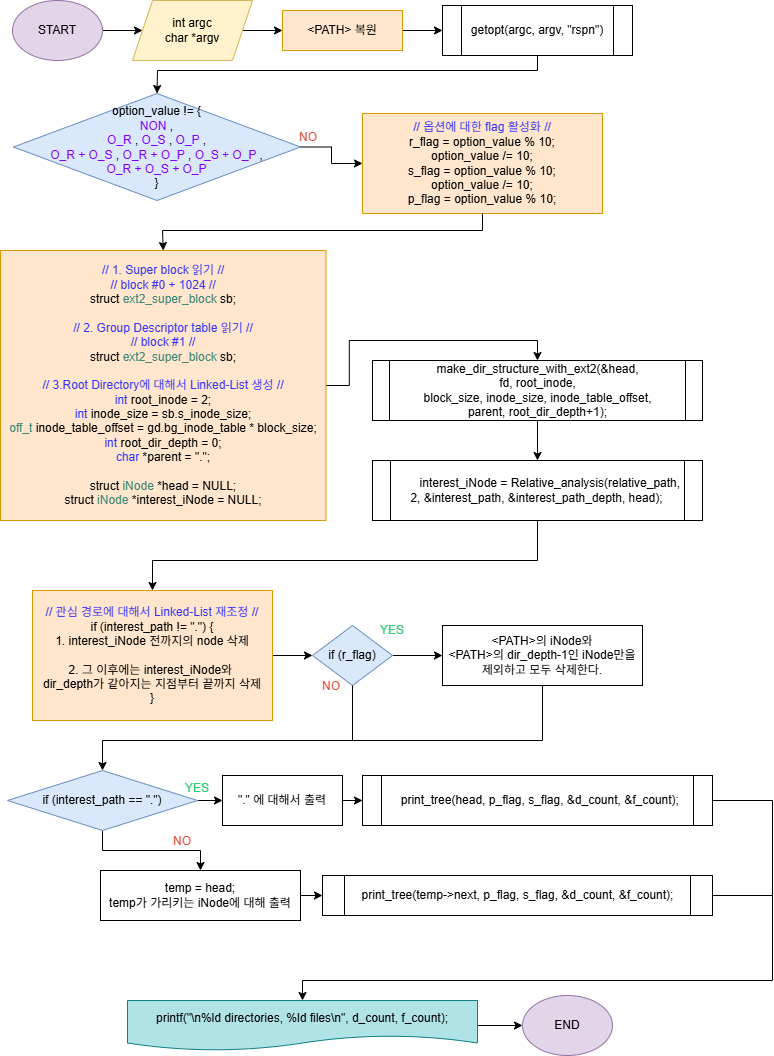 START
int argc
char *argv
<PATH> 복원
getopt(argc, argv, "rspn")
option_value != {
NON ,
O_R , O_S , O_P ,
O_R + O_S , O_R + O_P , O_S + O_P ,
O_R + O_S + O_P
}
NO
// 옵션에 대한 flag 활성화 //
r_flag = option_value % 10;
option_value /= 10;
s_flag = option_value % 10;
option_value /= 10;
p_flag = option_value % 10;
// 1. Super block 읽기 //
// block #0 + 1024 //
struct ext2_super_block sb;
// 2. Group Descriptor table 읽기 //
// block #1 //
struct ext2_super_block sb;
// 3.Root Directory에 대해서 Linked-List 생성 //
int root_inode = 2;
int inode_size = sb.s_inode_size;
off_t inode_table_offset = gd.bg_inode_table * block_size;
int root_dir_depth = 0;
char *parent = ".";
struct iNode *head = NULL;
struct iNode *interest_iNode = NULL;
make_dir_structure_with_ext2(&head,
fd, root_inode,
block_size, inode_size, inode_table_offset,
parent, root_dir_depth+1);
interest_iNode = Relative_analysis(relative_path,
2, &interest_path, &interest_path_depth, head);
// 관심 경로에 대해서 Linked-List 재조정 //
if (interest_path != ".") {
1. interest_iNode 전까지의 node 삭제
2. 그 이후에는 interest_iNode와
dir_depth가 같아지는 지점부터 끝까지 삭제
}
if (r_flag)
YES
NO
<PATH>의 iNode와
<PATH>의 dir_depth-1인 iNode만을
제외하고 모두 삭제한다.
if (interest_path == ".")
YES
NO
"." 에 대해서 출력
print_tree(head, p_flag, s_flag, &d_count, &f_count);
temp = head;
temp가 가리키는 iNode에 대해 출력
print_tree(temp->next, p_flag, s_flag, &d_count, &f_count);
printf("\n%ld directories, %ld files\n", d_count, f_count);
END